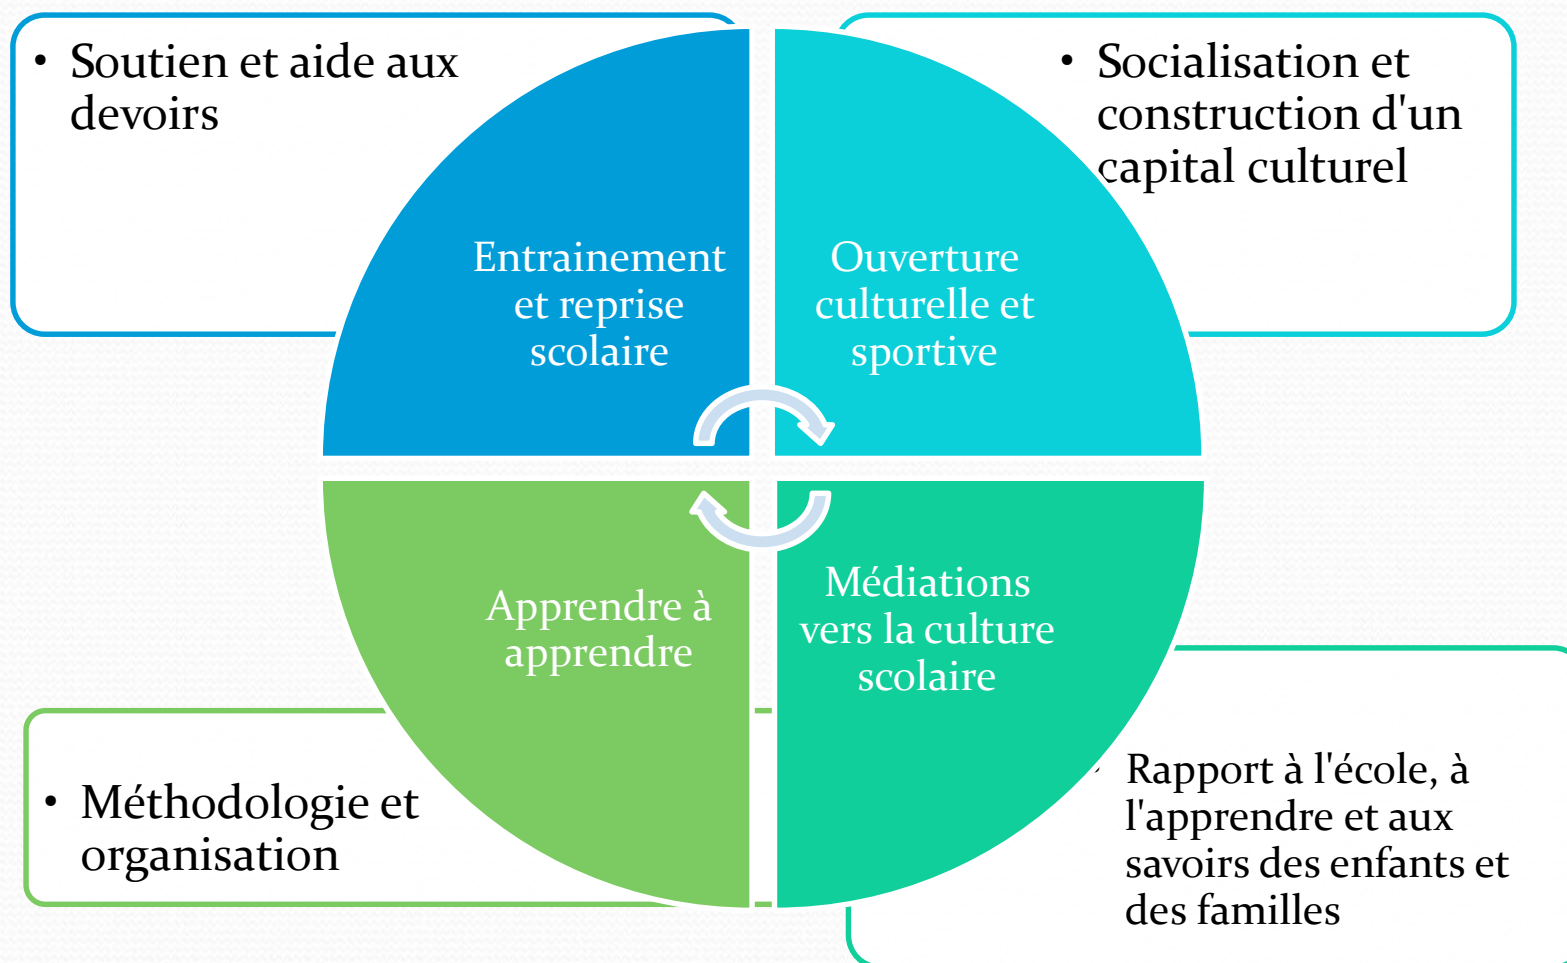 • Soutien et aide aux
devoirs
• Socialisation et
construction d'un
capital culturel
Entrainement
et reprise
scolaire
Ouverture
culturelle et
sportive
Apprendre à
apprendre
Médiations
vers la culture
scolaire
• Méthodologie et
organisation
Rapport à l'école, à
l'apprendre et aux
savoirs des enfants et
des familles